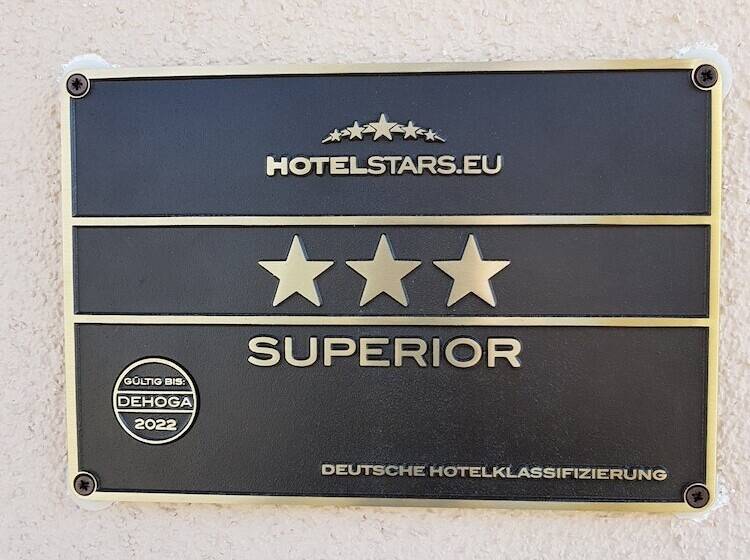 HOTELSTARS.EU
SUPERIOR
GÜLTIG BIS:
DEHOGA
2022
DEUTSCHE HOTELKLASSIFIZIERUNG